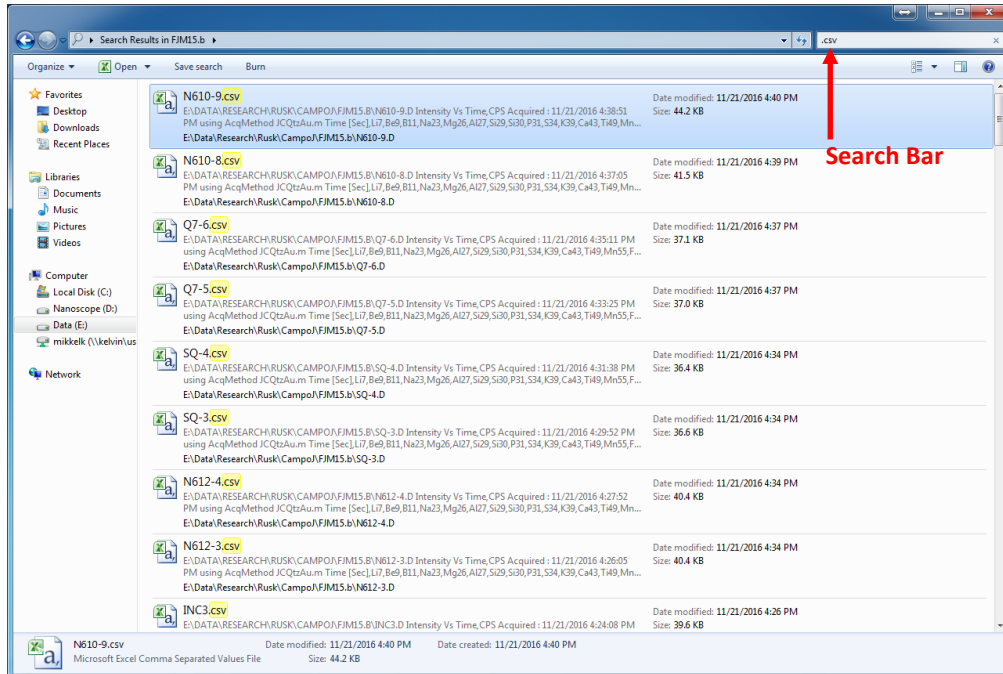 Search Results in FJM15.b
.csv
Organize
Open
Save search
Burn
Search Bar
Favorites
Desktop
Downloads
Recent Places
Libraries
Documents
Music
Pictures
Videos
Computer
Local Disk (C:)
Nanoscope (D:)
Data (E:)
mikkelk (\\kelvin\us
Network
N610-9.csv
E:\DATA\RESEARCH\RUSK\CAMPOJ\FJM15.B\N610-9.D Intensity Vs Time,CPS Acquired : 11/21/2016 4:38:51
PM using AcqMethod JCQtzAu.m Time [Sec],Li7,Be9,B11,Na23,Mg26,Al27,Si29,Si30,P31,S34,K39,Ca43,Ti49,Mn...
E:\Data\Research\Rusk\CampoJ\FJM15.b\N610-9.D
Date modified: 11/21/2016 4:40 PM
Size: 44.2 KB
N610-8.csv
E:\DATA\RESEARCH\RUSK\CAMPOJ\FJM15.B\N610-8.D Intensity Vs Time,CPS Acquired : 11/21/2016 4:37:05
PM using AcqMethod JCQtzAu.m Time [Sec],Li7,Be9,B11,Na23,Mg26,Al27,Si29,Si30,P31,S34,K39,Ca43,Ti49,Mn...
E:\Data\Research\Rusk\CampoJ\FJM15.b\N610-8.D
Date modified: 11/21/2016 4:39 PM
Size: 41.5 KB
Q7-6.csv
E:\DATA\RESEARCH\RUSK\CAMPOJ\FJM15.B\Q7-6.D Intensity Vs Time,CPS Acquired : 11/21/2016 4:35:11 PM
using AcqMethod JCQtzAu.m Time [Sec],Li7,Be9,B11,Na23,Mg26,Al27,Si29,Si30,P31,S34,K39,Ca43,Ti49,Mn55,F...
E:\Data\Research\Rusk\CampoJ\FJM15.b\Q7-6.D
Date modified: 11/21/2016 4:37 PM
Size: 37.1 KB
Q7-5.csv
E:\DATA\RESEARCH\RUSK\CAMPOJ\FJM15.B\Q7-5.D Intensity Vs Time,CPS Acquired : 11/21/2016 4:33:25 PM
using AcqMethod JCQtzAu.m Time [Sec],Li7,Be9,B11,Na23,Mg26,Al27,Si29,Si30,P31,S34,K39,Ca43,Ti49,Mn55,F...
E:\Data\Research\Rusk\CampoJ\FJM15.b\Q7-5.D
Date modified: 11/21/2016 4:37 PM
Size: 37.0 KB
SQ-4.csv
E:\DATA\RESEARCH\RUSK\CAMPOJ\FJM15.B\SQ-4.D Intensity Vs Time,CPS Acquired : 11/21/2016 4:31:38 PM
using AcqMethod JCQtzAu.m Time [Sec],Li7,Be9,B11,Na23,Mg26,Al27,Si29,Si30,P31,S34,K39,Ca43,Ti49,Mn55,F...
E:\Data\Research\Rusk\CampoJ\FJM15.b\SQ-4.D
Date modified: 11/21/2016 4:34 PM
Size: 36.4 KB
SQ-3.csv
E:\DATA\RESEARCH\RUSK\CAMPOJ\FJM15.B\SQ-3.D Intensity Vs Time,CPS Acquired : 11/21/2016 4:29:52 PM
using AcqMethod JCQtzAu.m Time [Sec],Li7,Be9,B11,Na23,Mg26,Al27,Si29,Si30,P31,S34,K39,Ca43,Ti49,Mn55,F...
E:\Data\Research\Rusk\CampoJ\FJM15.b\SQ-3.D
Date modified: 11/21/2016 4:34 PM
Size: 36.6 KB
N612-4.csv
E:\DATA\RESEARCH\RUSK\CAMPOJ\FJM15.B\N612-4.D Intensity Vs Time,CPS Acquired : 11/21/2016 4:27:52
PM using AcqMethod JCQtzAu.m Time [Sec],Li7,Be9,B11,Na23,Mg26,Al27,Si29,Si30,P31,S34,K39,Ca43,Ti49,Mn...
E:\Data\Research\Rusk\CampoJ\FJM15.b\N612-4.D
Date modified: 11/21/2016 4:34 PM
Size: 40.4 KB
N612-3.csv
E:\DATA\RESEARCH\RUSK\CAMPOJ\FJM15.B\N612-3.D Intensity Vs Time,CPS Acquired : 11/21/2016 4:26:05
PM using AcqMethod JCQtzAu.m Time [Sec],Li7,Be9,B11,Na23,Mg26,Al27,Si29,Si30,P31,S34,K39,Ca43,Ti49,Mn...
E:\Data\Research\Rusk\CampoJ\FJM15.b\N612-3.D
Date modified: 11/21/2016 4:34 PM
Size: 40.4 KB
INC3.csv
E:\DATA\RESEARCH\RUSK\CAMPOJ\FJM15.B\INC3.D Intensity Vs Time,CPS Acquired : 11/21/2016 4:24:08 PM
Date modified: 11/21/2016 4:26 PM
Size: 39.6 KB
N610-9.csv
Date modified: 11/21/2016 4:40 PM
Date created: 11/21/2016 4:40 PM
Microsoft Excel Comma Separated Values File
Size: 44.2 KB